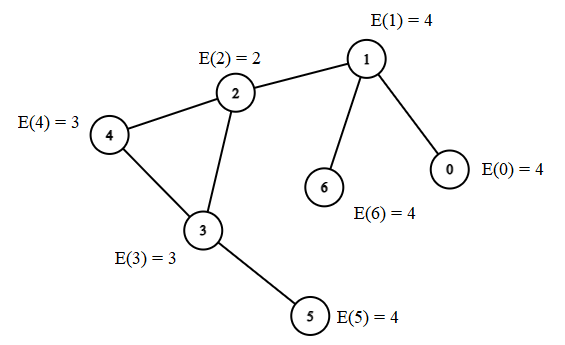 E(1) = 4
E(2) = 2
1
2
E(4) = 3
4
6
0
E(0) = 4
E(6) = 4
3
E(3) = 3
5
E(5) = 4